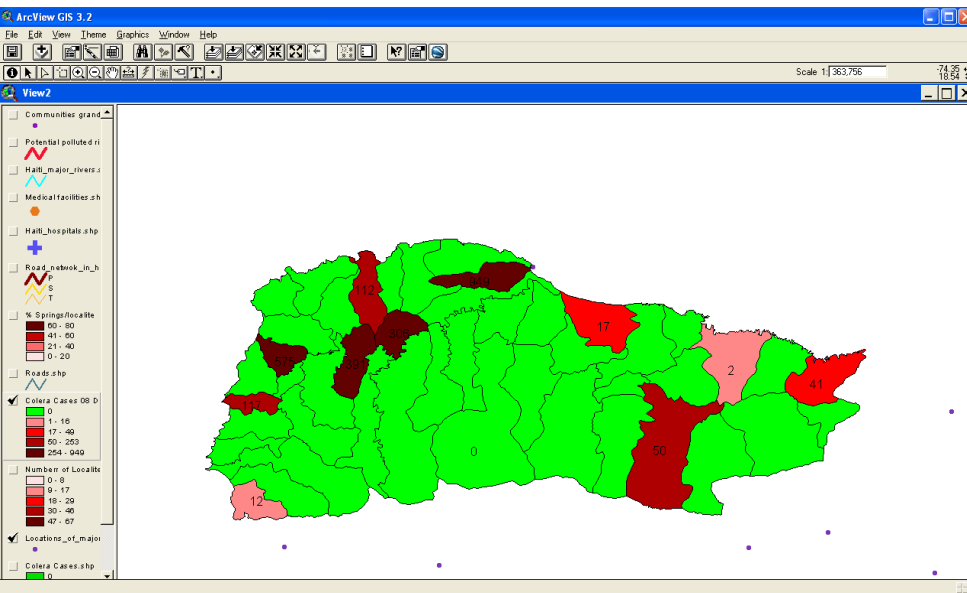 ArcView GIS 3.2
File Edit View Theme Graphics Window Help
Scale 1: 363,756
-74.35
18.54
View2
Communities grand
Potential polluted ri
Haiti_major_rivers.s
Medical facilities.sh
Haiti_hospitals.shp
Road_netwok_in_h
P
S
T
% Springs/localite
60 - 80
41 - 60
21 - 40
0 - 20
Roads.shp
Colera Cases 08 D
0
1 - 16
17 - 49
50 - 253
254 - 949
Numberr of Localite
0 - 8
9 - 17
18 - 29
30 - 46
47 - 67
Locations_of_major
Colera Cases.shp
0
949
112
17
575
391
2
41
117
0
50
12